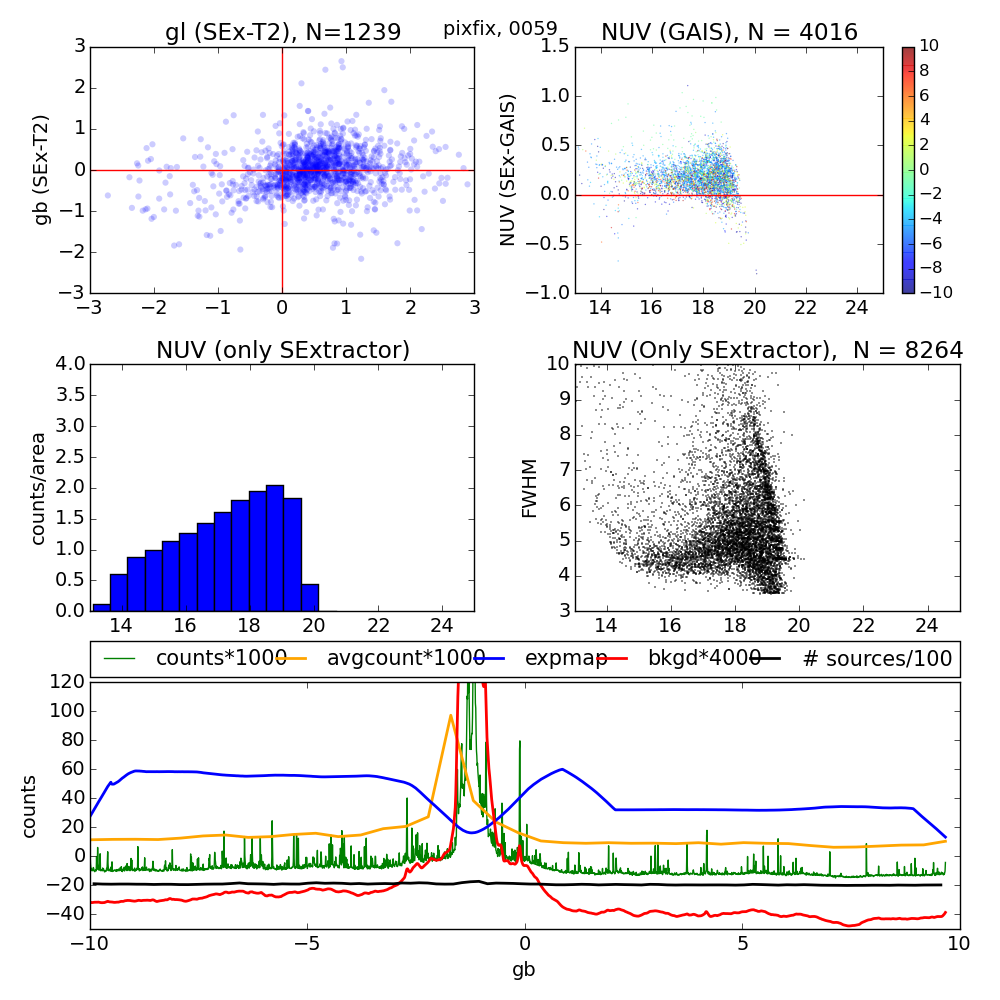 pixfix, 0059
gl (SEx-T2), N=1239
gb (SEx-T2)
3
2
1
0
−1
−2
−3
−3 −2 −1 0 1 2 3
NUV (GAIS), N = 4016
NUV (SEx-GAIS)
1.5
1.0
0.5
0.0
−0.5
−1.0
14 16 18 20 22 24
10
8
6
4
2
0
−2
−4
−6
−8
−10
NUV (only SExtractor)
counts/area
4.0
3.5
3.0
2.5
2.0
1.5
1.0
0.5
0.0
14 16 18 20 22 24
NUV (Only SExtractor), N = 8264
FWHM
10
9
8
7
6
5
4
3
14 16 18 20 22 24
counts*1000 avgcount*1000 expmap bkgd*4000 # sources/100
counts
120
100
80
60
40
20
0
−20
−40
−10 −5 0 5 10
gb